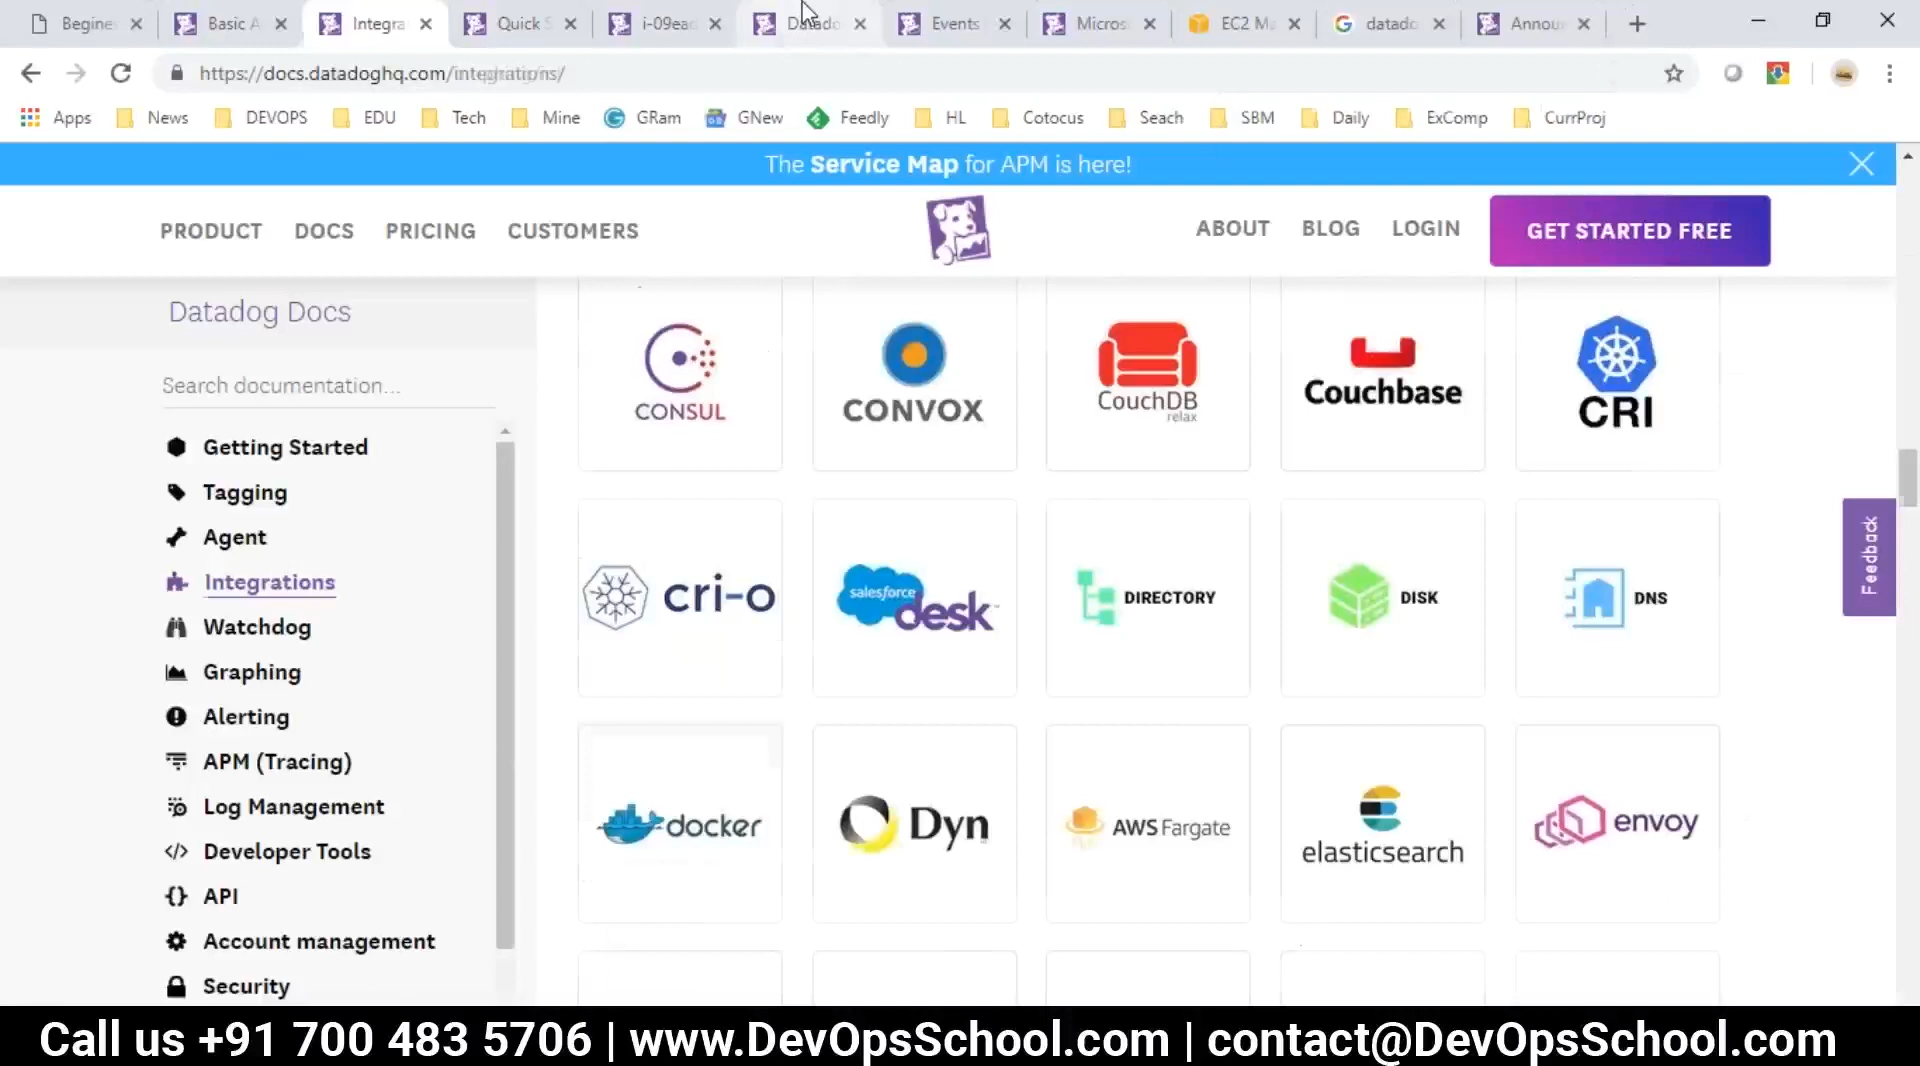 Begine
Basic A
Integra
Quick S
i-09ead
Datado
Events
Micros
EC2 Ma
datado
Annou
https://docs.datadoghq.com/
Apps
News
DEVOPS
EDU
Tech
Mine
GRam
GNew
Feedly
HL
Cotocus
Seach
SBM
Daily
ExComp
CurrProj
The Service Map for APM is here!
PRODUCT
DOCS
PRICING
CUSTOMERS
ABOUT
BLOG
LOGIN
GET STARTED FREE
Datadog Docs
Search documentation...
Getting Started
Tagging
Agent
Integrations
Watchdog
Graphing
Alerting
APM (Tracing)
Log Management
Developer Tools
API
Account management
Security
CONSUL
CONVOX
CouchDB
relax
Couchbase
CRI
cri-o
salesforce
desk
DIRECTORY
DISK
DNS
docker
Dyn
AWS Fargate
elasticsearch
envoy
Feedback
Call us +91 700 483 5706 | www.DevOpsSchool.com | contact@DevOpsSchool.com